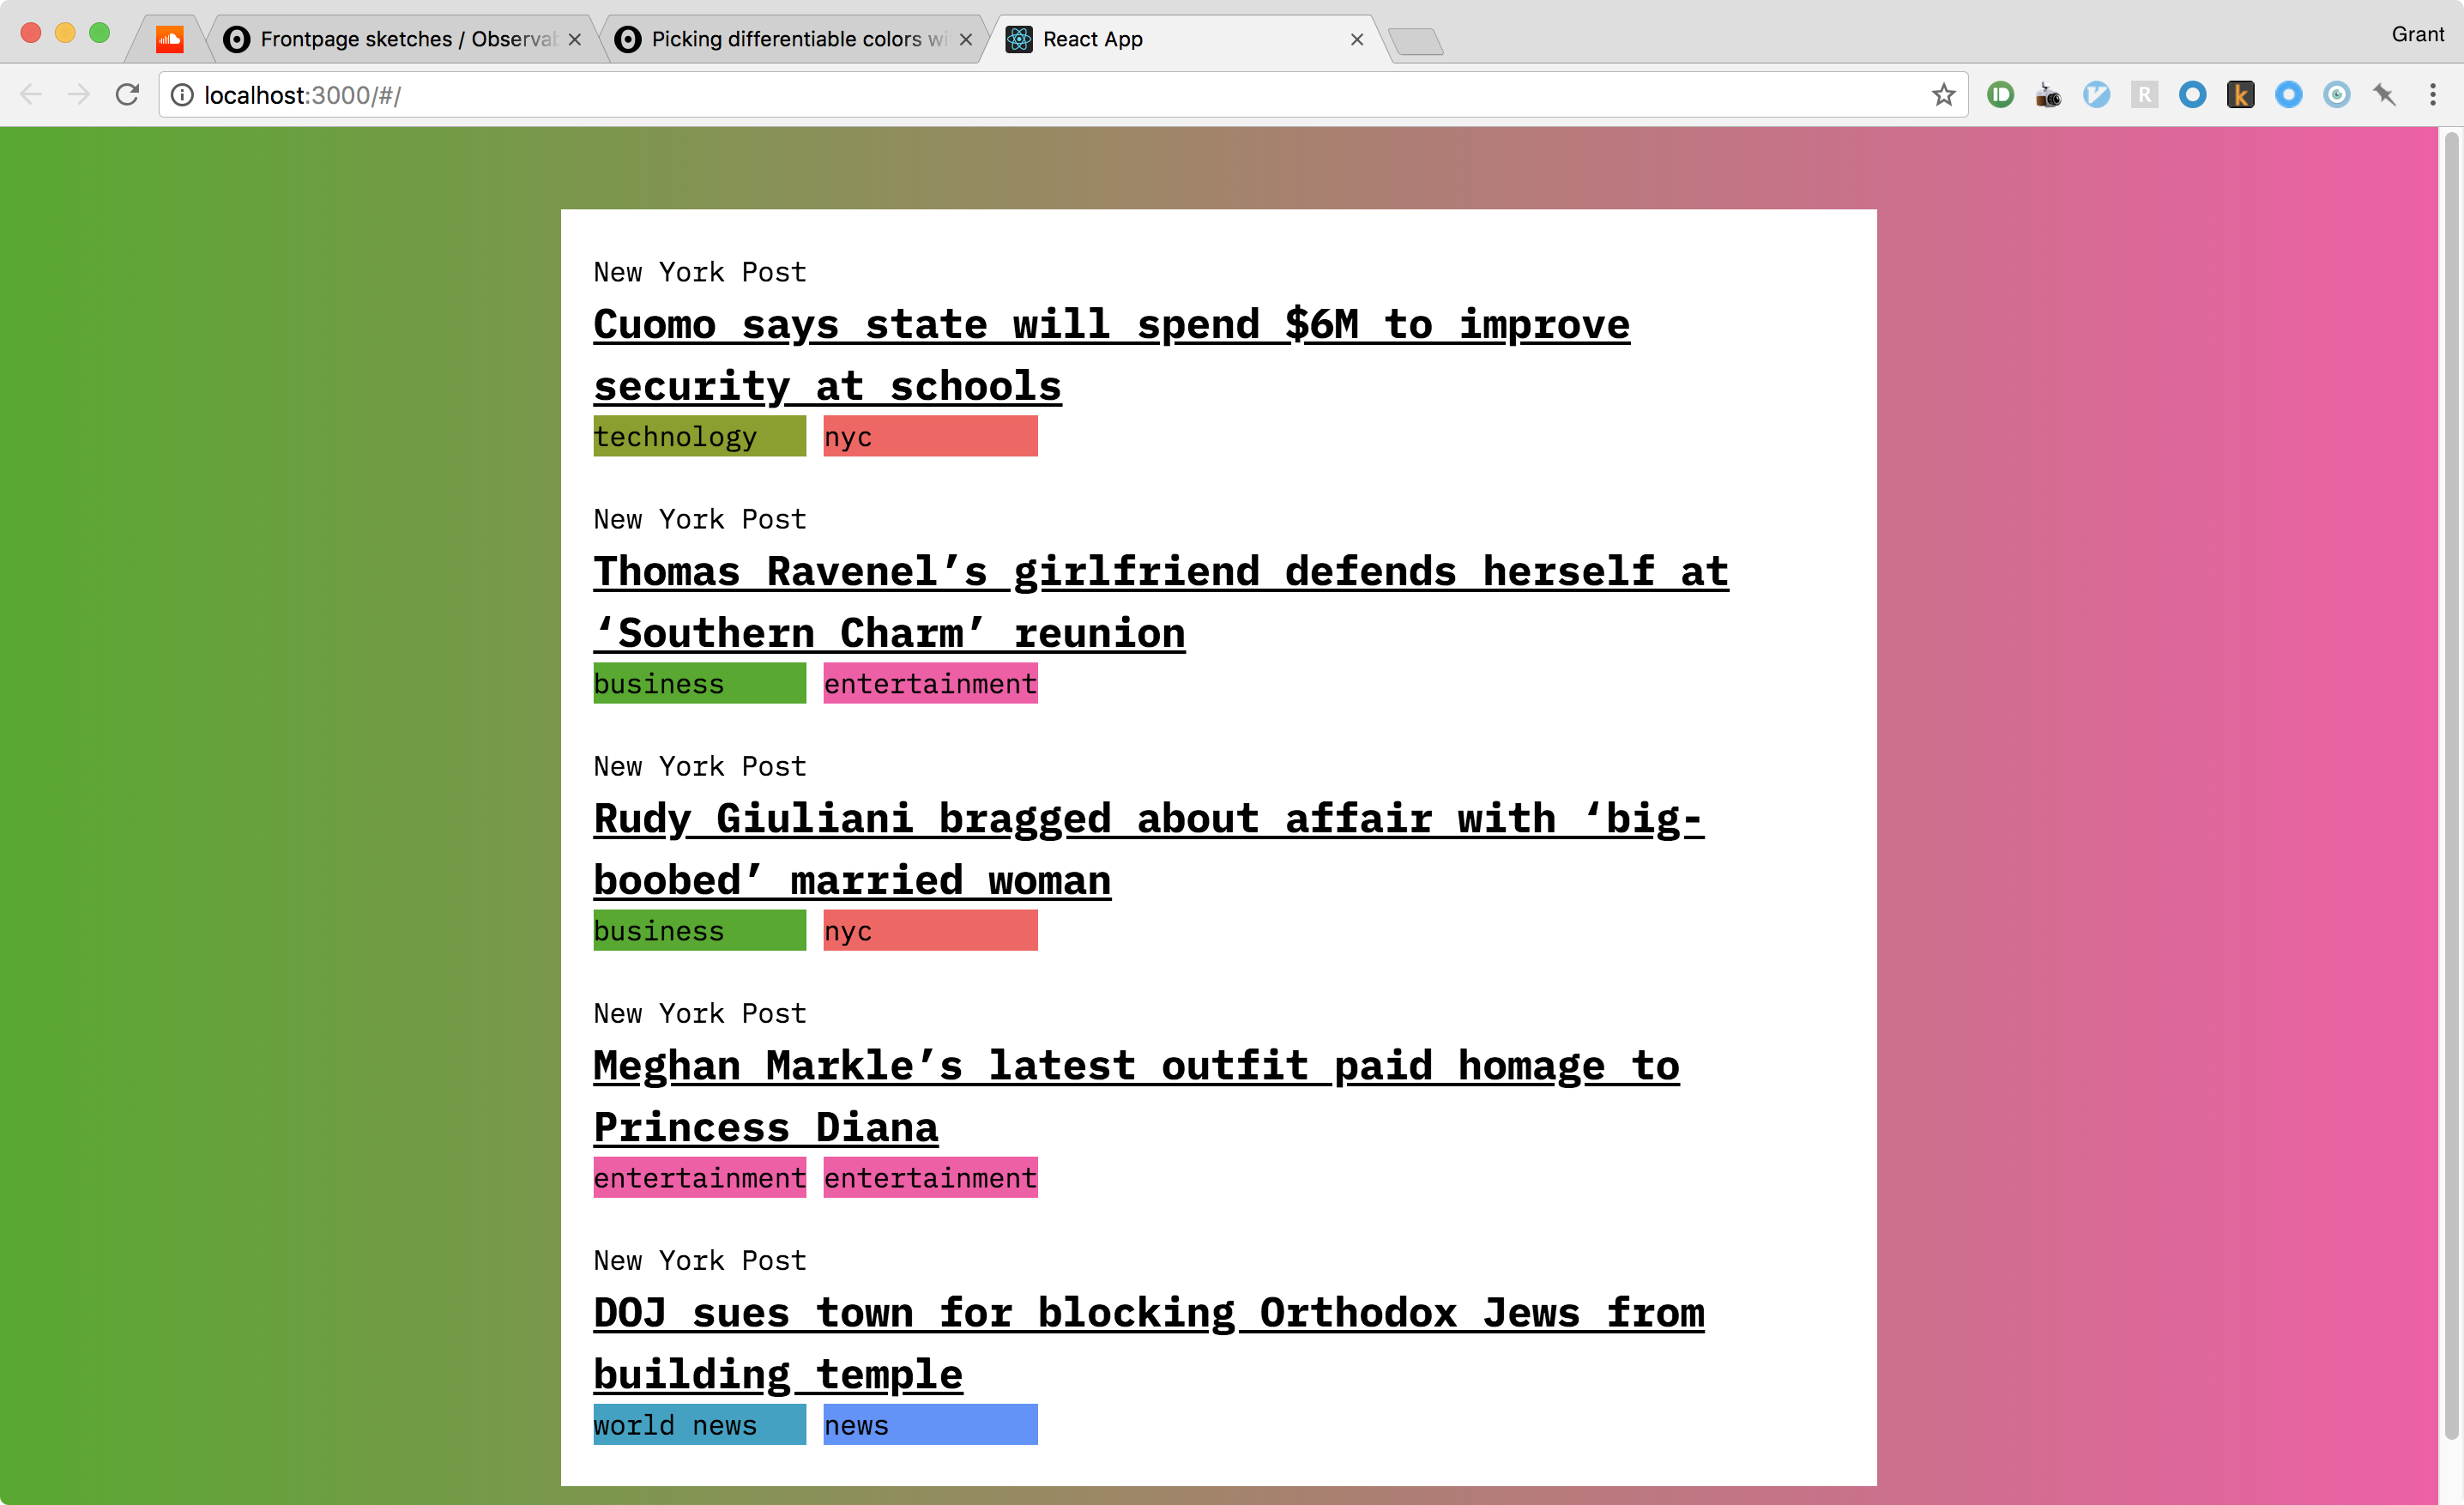 Frontpage sketches / Observab
Picking differentiable colors wi
React App
Grant
localhost:3000/#/
New York Post
Cuomo says state will spend $6M to improve
security at schools
technology nyc
New York Post
Thomas Ravenel’s girlfriend defends herself at
‘Southern Charm’ reunion
business entertainment
New York Post
Rudy Giuliani bragged about affair with ‘big-
boobed’ married woman
business nyc
New York Post
Meghan Markle’s latest outfit paid homage to
Princess Diana
entertainment entertainment
New York Post
DOJ sues town for blocking Orthodox Jews from
building temple
world news news